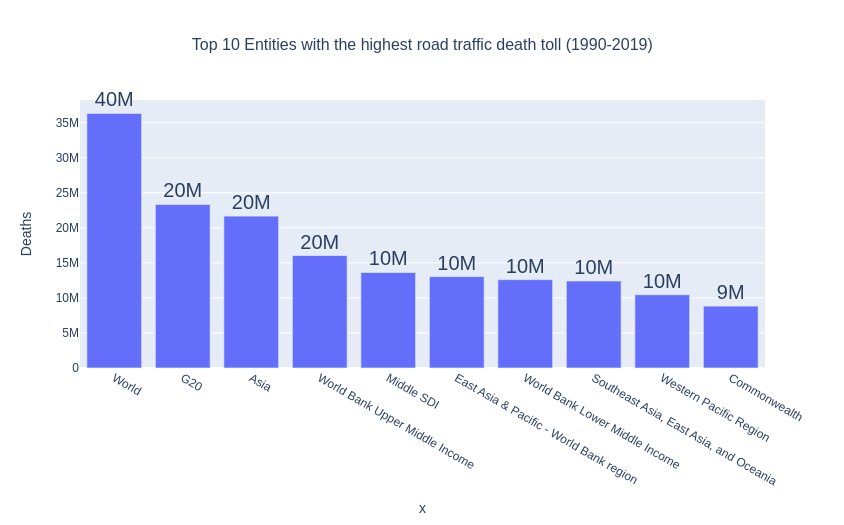 Top 10 Entities with the highest road traffic death toll (1990-2019)
40M
20M
20M
20M
10M
10M
10M
10M
10M
9M
35M
30M
25M
20M
15M
10M
5M
0
Deaths
World
G20
Asia
World Bank Upper Middle Income
Middle SDI
East Asia & Pacific - World Bank region
World Bank Lower Middle Income
Southeast Asia, East Asia, and Oceania
Western Pacific Region
Commonwealth
x